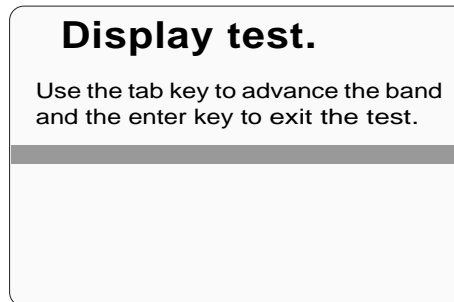 Display test.
Use the tab key to advance the band
and the enter key to exit the test.